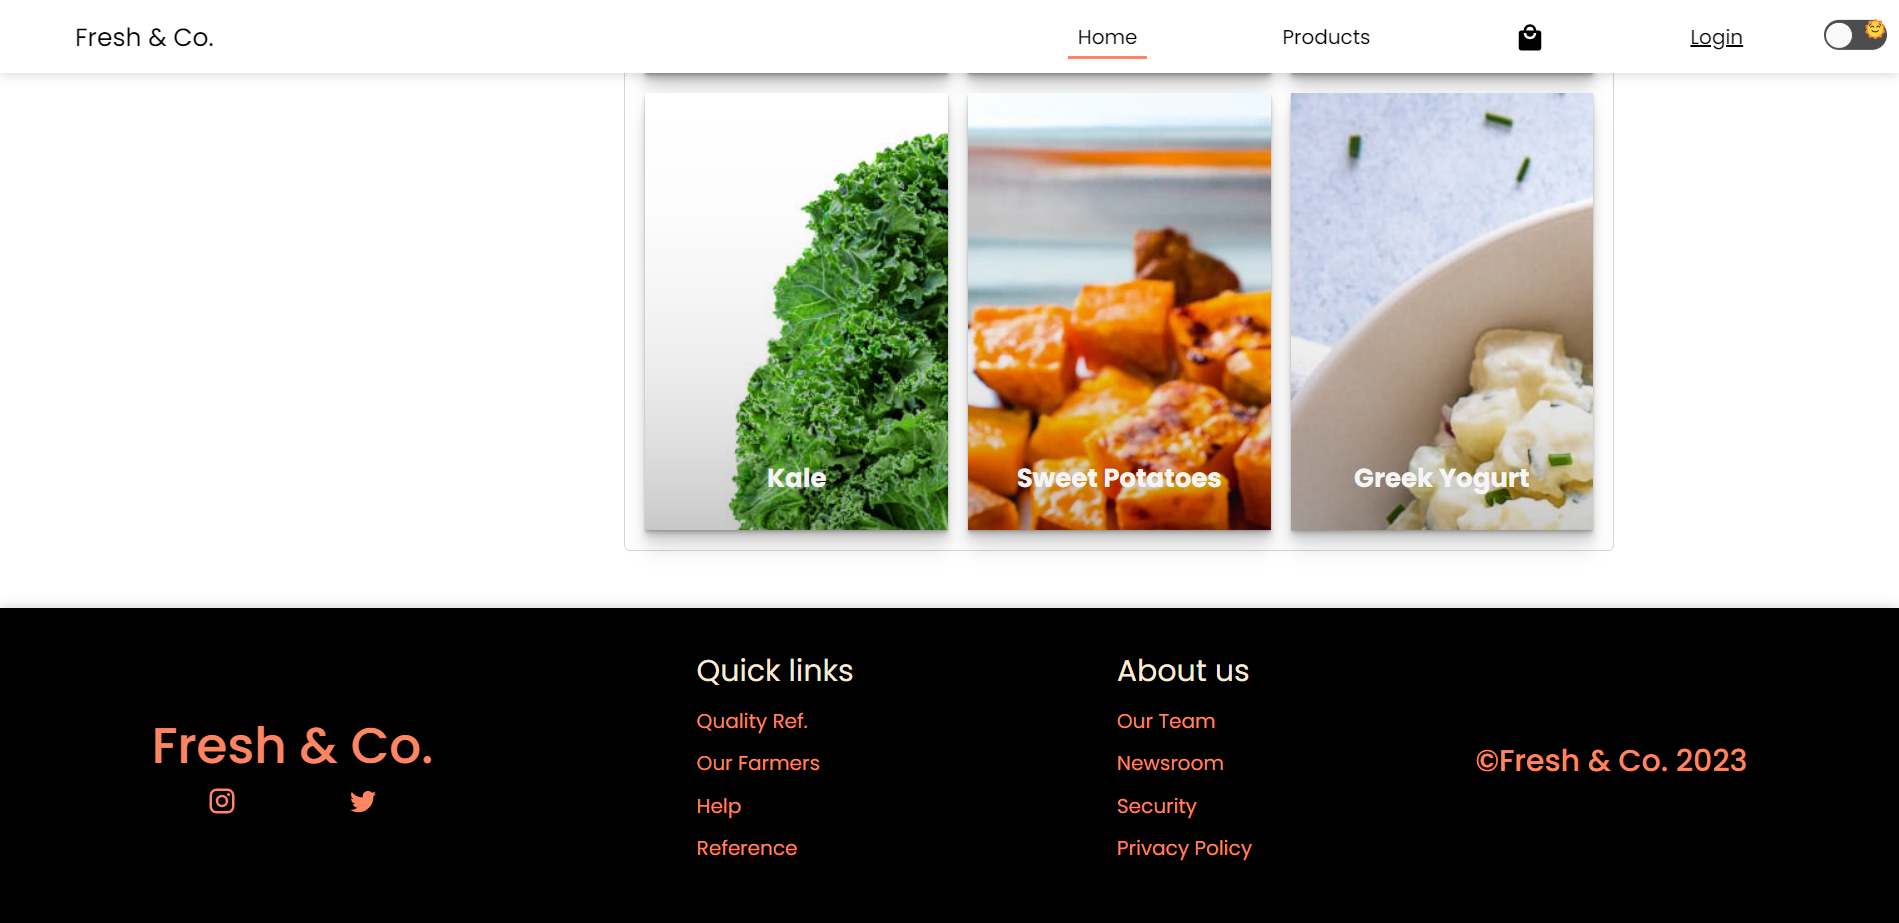 Fresh & Co.
Home
Products
Login
Kale
Sweet Potatoes
Greek Yogurt
Fresh & Co.
Quick links
Quality Ref.
Our Farmers
Help
Reference
About us
Our Team
Newsroom
Security
Privacy Policy
©Fresh & Co. 2023